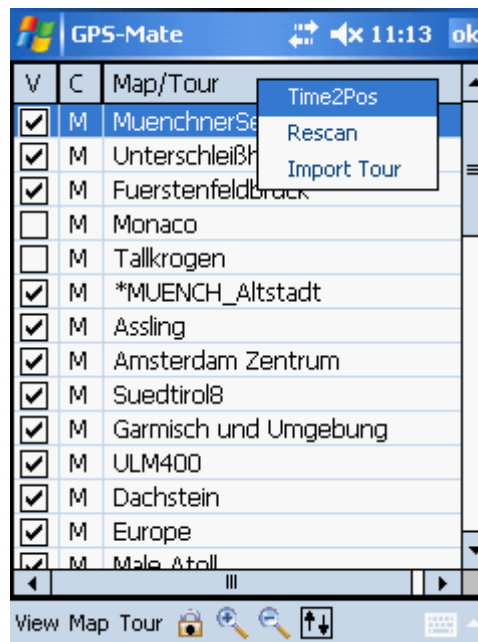 GPS-Mate 11:13 ok
V C Map/Tour
Time2Pos
Rescan
Import Tour
M MuenchnerSe
M Unterschleißh
M Fuerstenfeldbruck
M Monaco
M Tallkrogen
M *MUENCH_Altstadt
M Assling
M Amsterdam Zentrum
M Suedtirol8
M Garmisch und Umgebung
M ULM400
M Dachstein
M Europe
M Male Atoll
View Map Tour